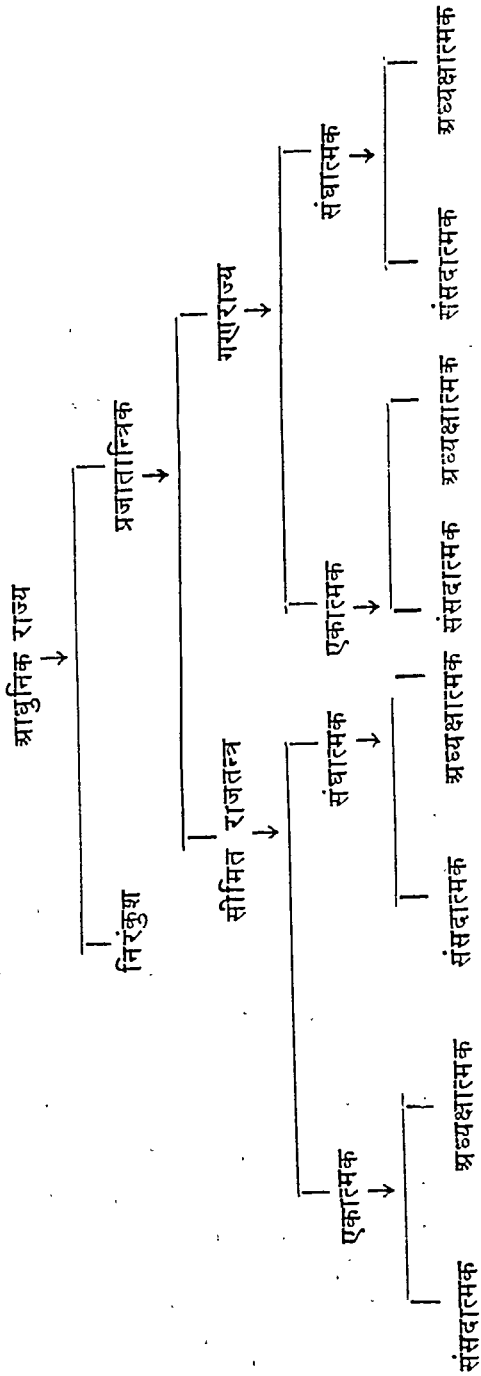 आधुनिक राज्य
निरंकुश प्रजातान्त्रिक
सीमित राजतन्त्र गणराज्य
एकात्मक संघात्मक एकात्मक संघात्मक
संसदात्मक अध्यक्षात्मक संसदात्मक अध्यक्षात्मक संसदात्मक अध्यक्षात्मक संसदात्मक अध्यक्षात्मक